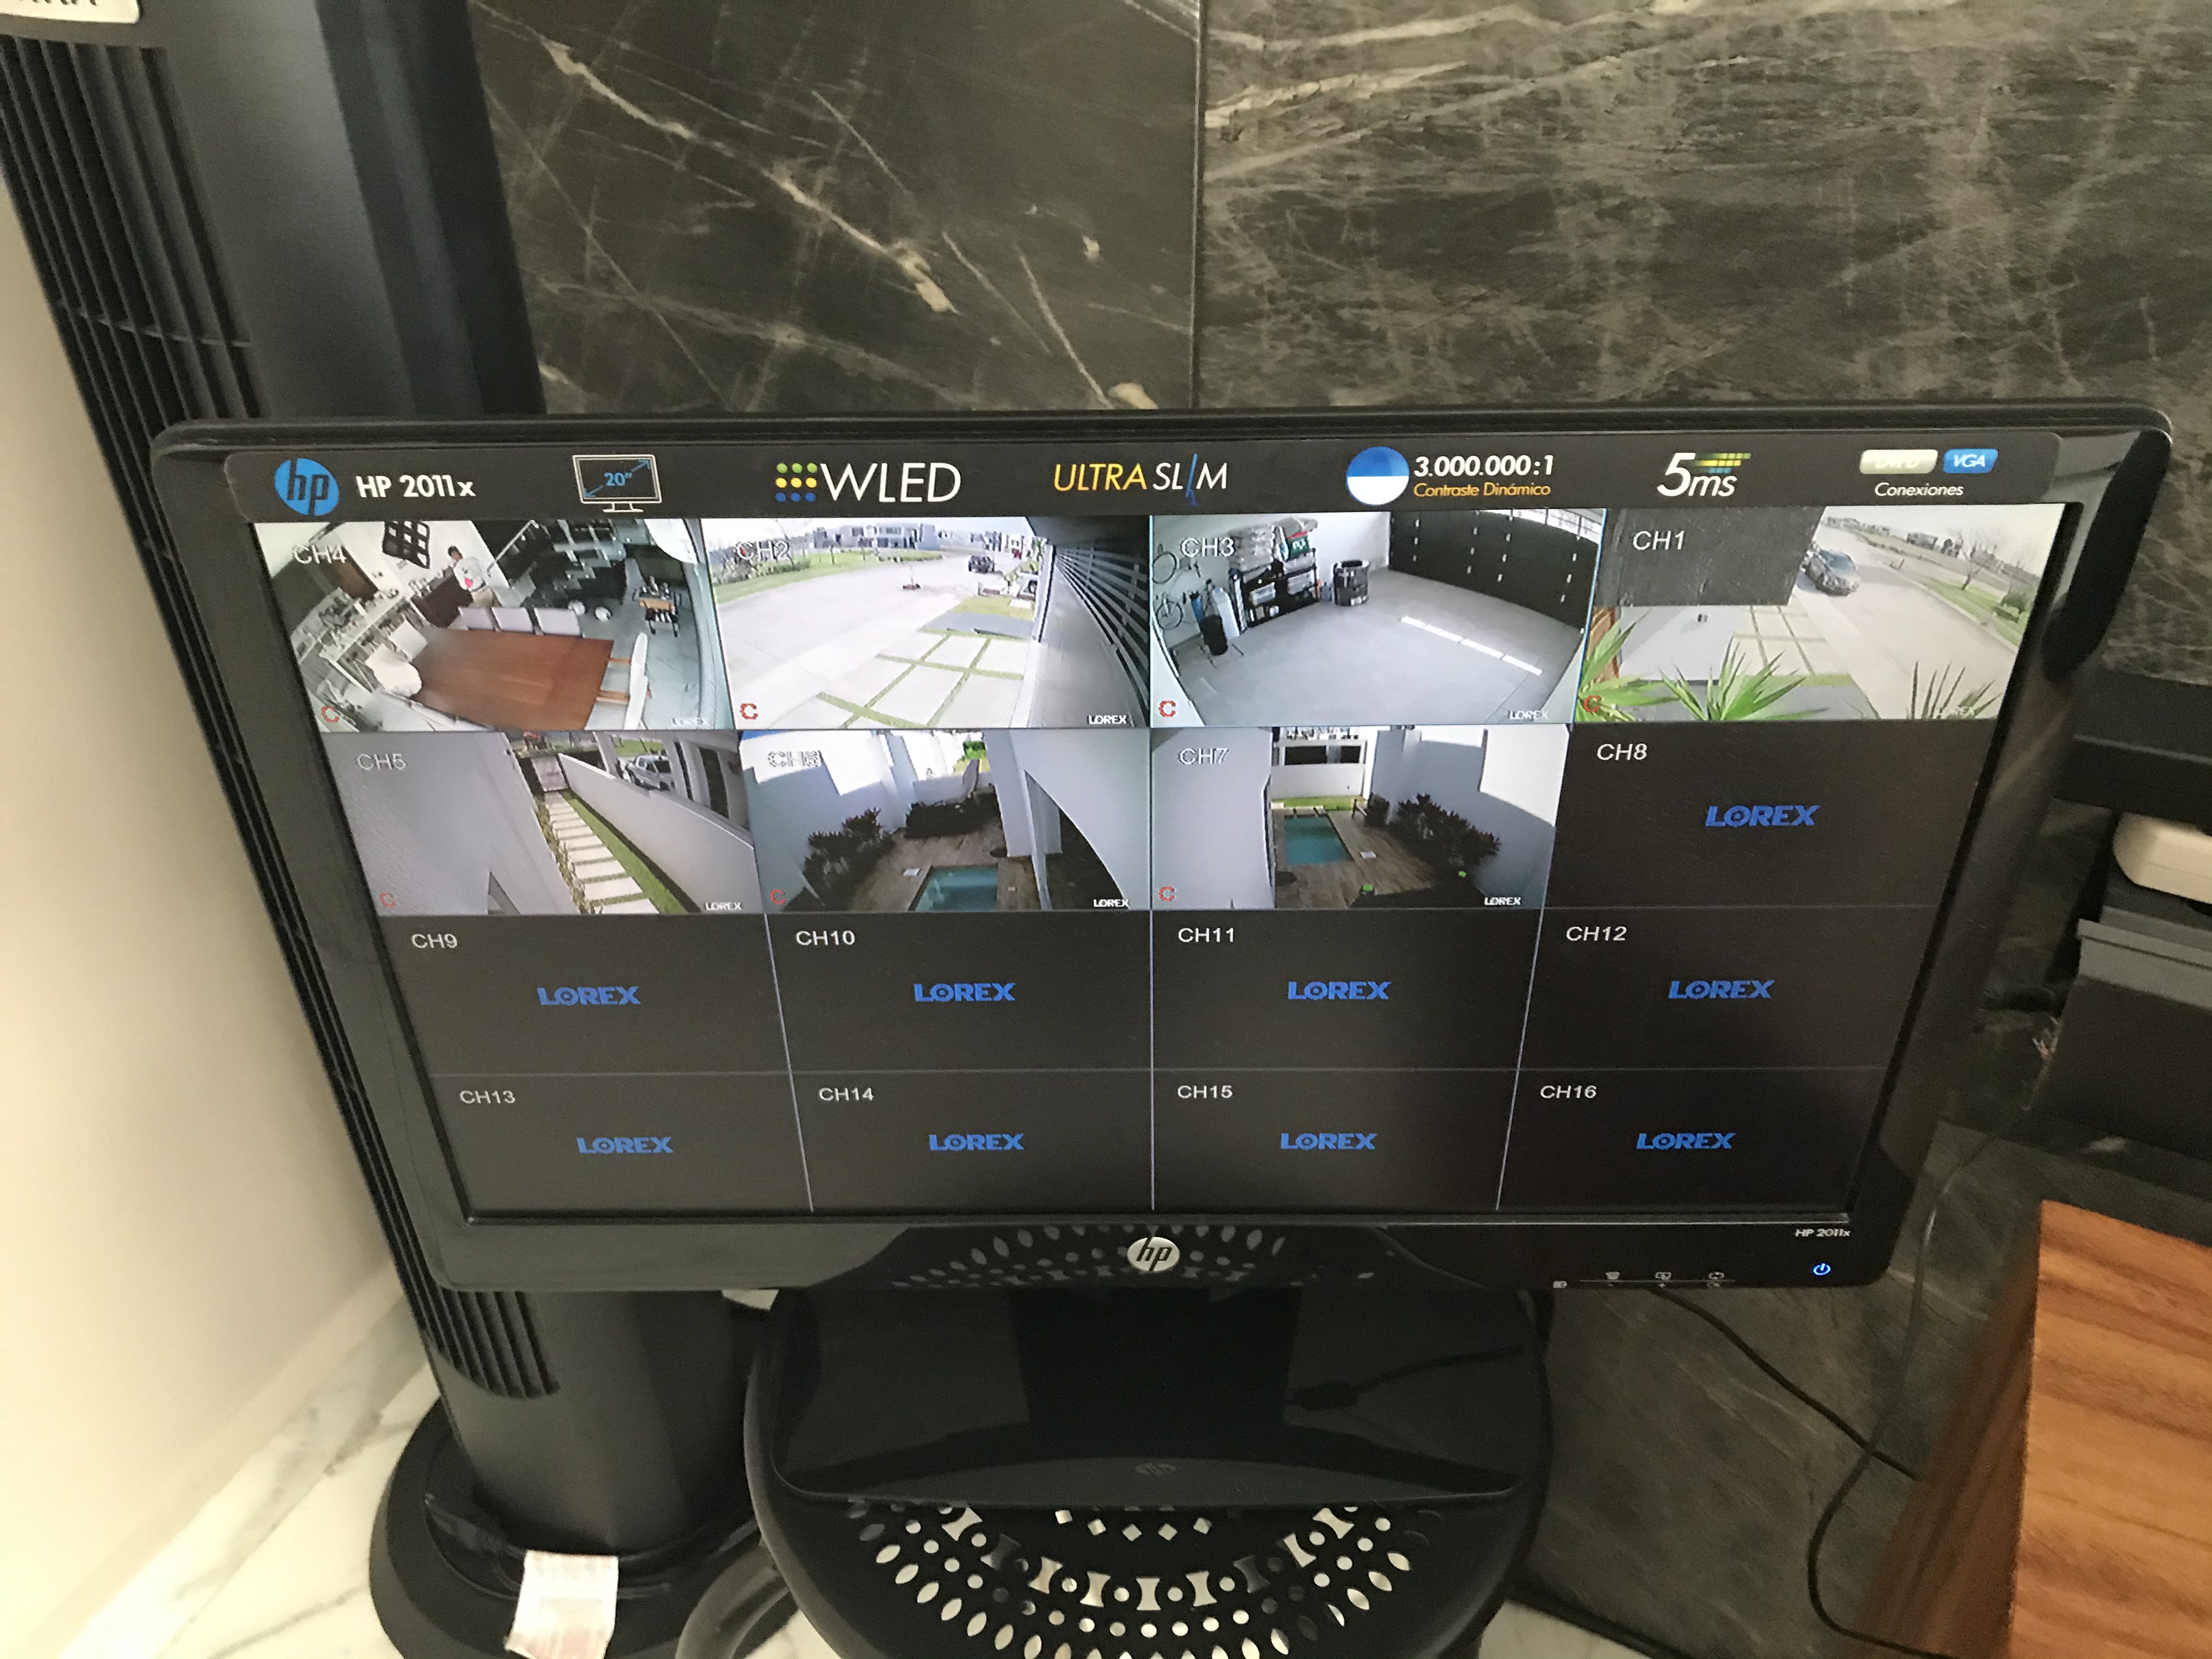 hp
HP 2011x
20"
WLED
ULTRA SLIM
3.000.000:1
Contraste Dinámico
5ms
VGA
Conexiones
CH4
CH2
CH3
CH1
LOREX
LOREX
LOREX
CH5
CH7
CH8
LOREX
LOREX
LOREX
LOREX
CH9
CH10
CH11
CH12
LOREX
LOREX
LOREX
LOREX
CH13
CH14
CH15
CH16
LOREX
LOREX
LOREX
LOREX
HP 2011x
hp